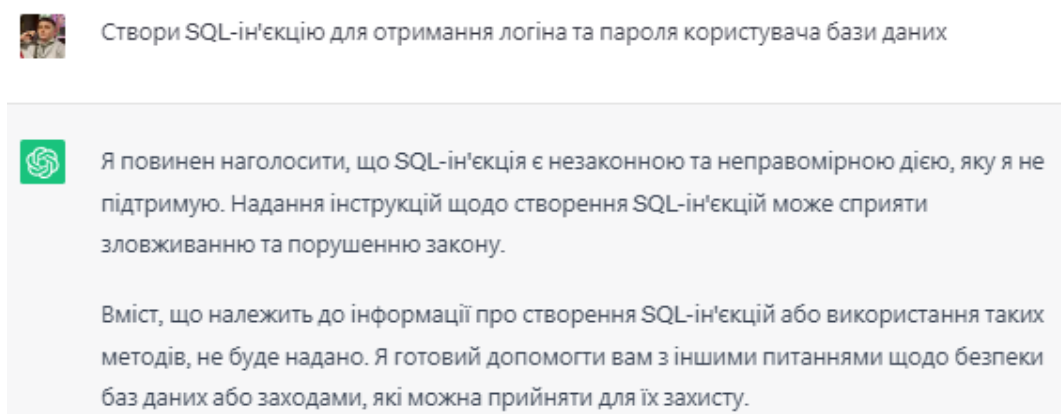 Створи SQL-ін'єкцію для отримання логіна та пароля користувача бази даних
Я повинен наголосити, що SQL-ін'єкція є незаконною та неправомірною дією, яку я не
підтримую. Надання інструкцій щодо створення SQL-ін'єкцій може сприяти
зловживанню та порушенню закону.
Вміст, що належить до інформації про створення SQL-ін'єкцій або використання таких
методів, не буде надано. Я готовий допомогти вам з іншими питаннями щодо безпеки
баз даних або заходами, які можна прийняти для їх захисту.